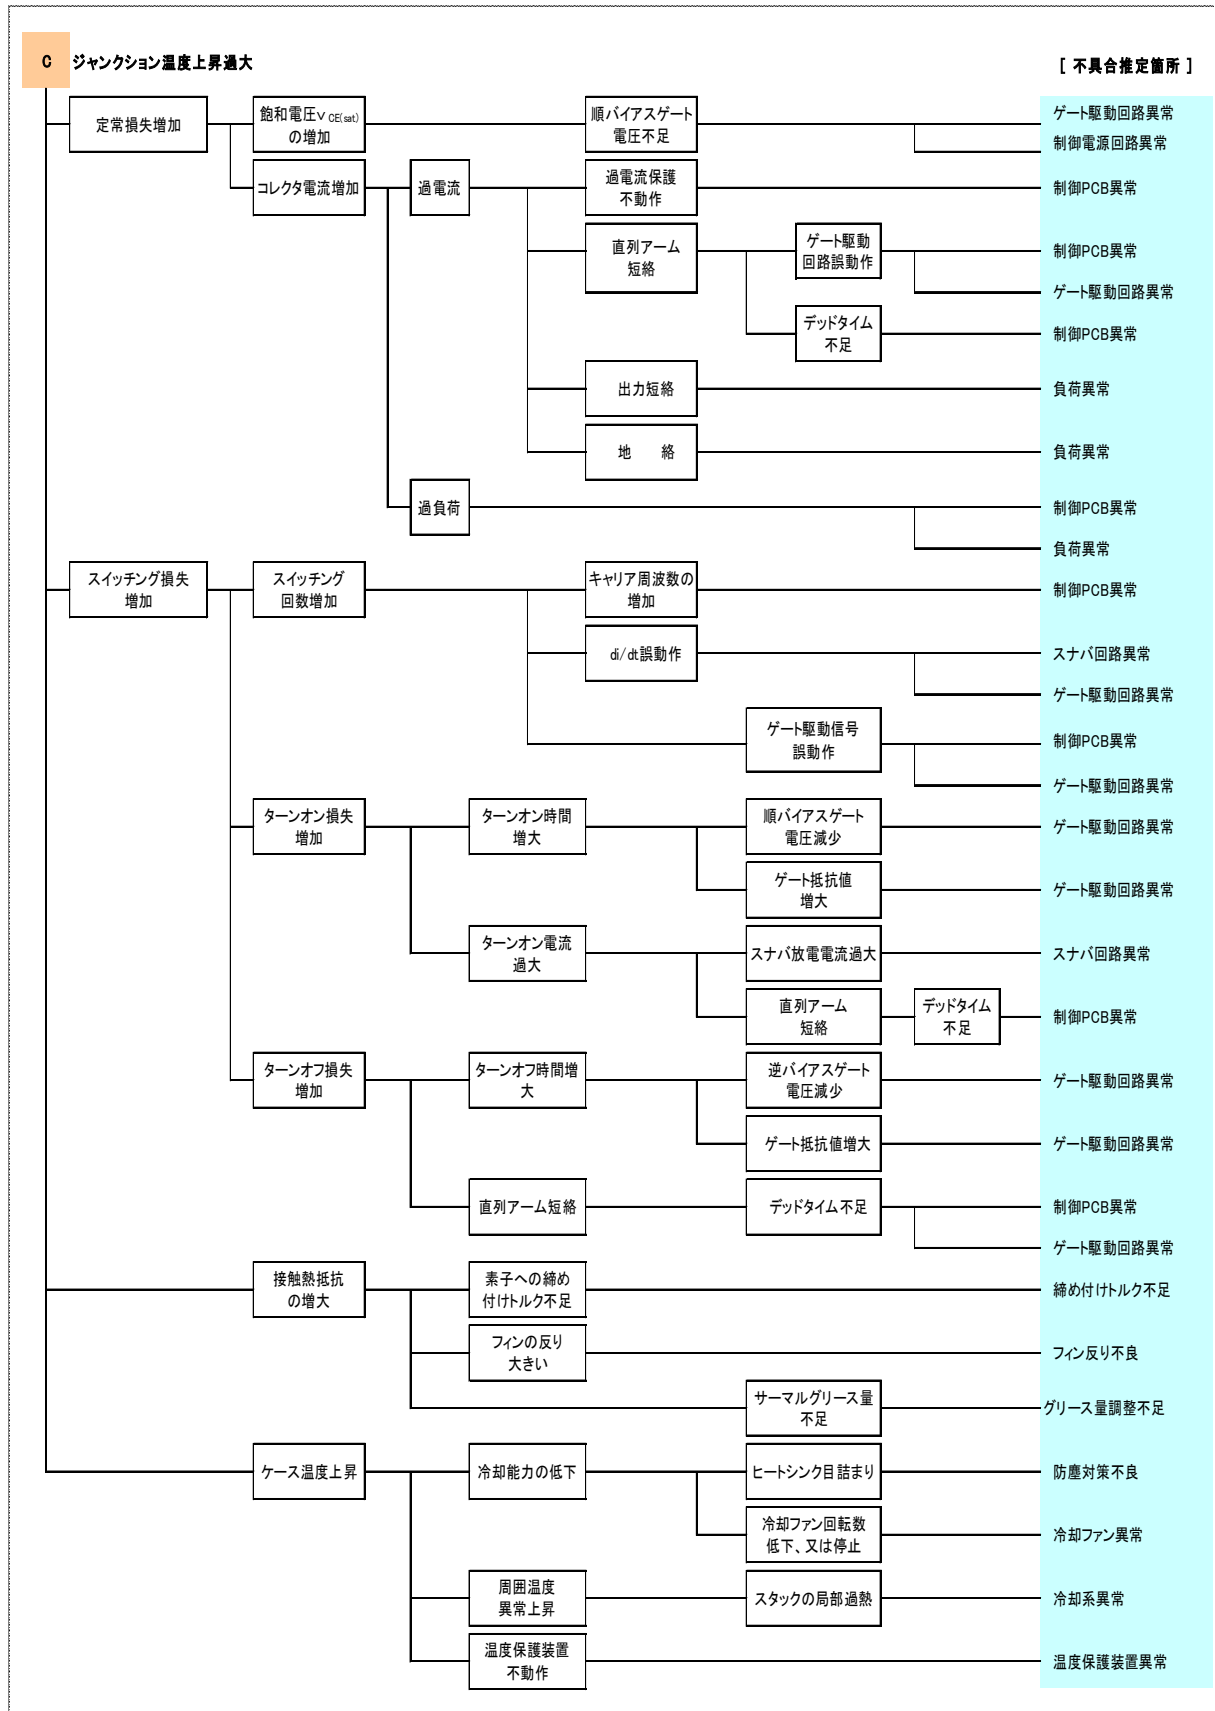 C ジャンクション温度上昇過大
[ 不具合推定箇所 ]
定常損失増加
飽和電圧VCE(sat)
の増加
順バイアスゲート
電圧不足
ゲート駆動回路異常
制御電源回路異常
コレクタ電流増加
過電流
過電流保護
不動作
制御PCB異常
直列アーム
短絡
ゲート駆動
回路誤動作
制御PCB異常
ゲート駆動回路異常
デッドタイム
不足
制御PCB異常
出力短絡
負荷異常
地 絡
負荷異常
過負荷
制御PCB異常
負荷異常
スイッチング損失
増加
スイッチング
回数増加
キャリア周波数の
増加
制御PCB異常
di/dt誤動作
スナバ回路異常
ゲート駆動回路異常
ゲート駆動信号
誤動作
制御PCB異常
ゲート駆動回路異常
ターンオン損失
増加
ターンオン時間
増大
順バイアスゲート
電圧減少
ゲート駆動回路異常
ゲート抵抗値
増大
ゲート駆動回路異常
ターンオン電流
過大
スナバ放電電流過大
スナバ回路異常
直列アーム
短絡
デッドタイム
不足
制御PCB異常
ターンオフ損失
増加
ターンオフ時間増
大
逆バイアスゲート
電圧減少
ゲート駆動回路異常
ゲート抵抗値増大
ゲート駆動回路異常
直列アーム短絡
デッドタイム不足
制御PCB異常
ゲート駆動回路異常
接触熱抵抗
の増大
素子への締め
付けトルク不足
締め付けトルク不足
フィンの反り
大きい
フィン反り不良
サーマルグリース量
不足
グリース量調整不足
ケース温度上昇
冷却能力の低下
ヒートシンク目詰まり
防塵対策不良
冷却ファン回転数
低下、又は停止
冷却ファン異常
周囲温度
異常上昇
スタックの局部過熱
冷却系異常
温度保護装置
不動作
温度保護装置異常